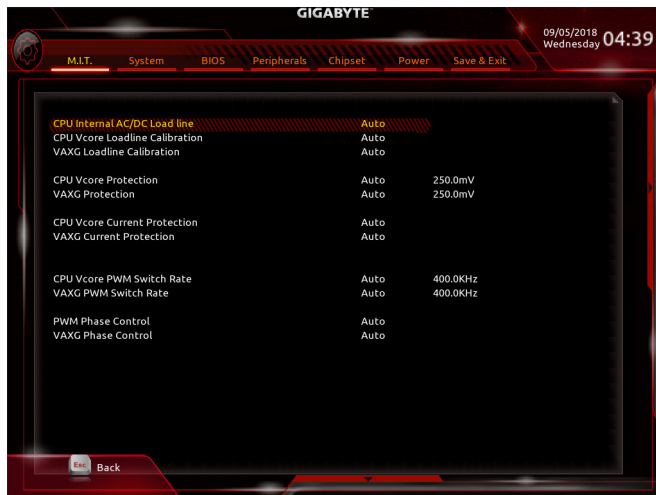 GIGABYTE™
09/05/2018 Wednesday 04:39
M.I.T. System BIOS Peripherals Chipset Power Save & Exit
CPU Internal AC/DC Load line Auto
CPU Vcore Loadline Calibration Auto
VAXG Loadline Calibration Auto
CPU Vcore Protection Auto 250.0mV
VAXG Protection Auto 250.0mV
CPU Vcore Current Protection Auto
VAXG Current Protection Auto
CPU Vcore PWM Switch Rate Auto 400.0KHz
VAXG PWM Switch Rate Auto 400.0KHz
PWM Phase Control Auto
VAXG Phase Control Auto
Esc Back